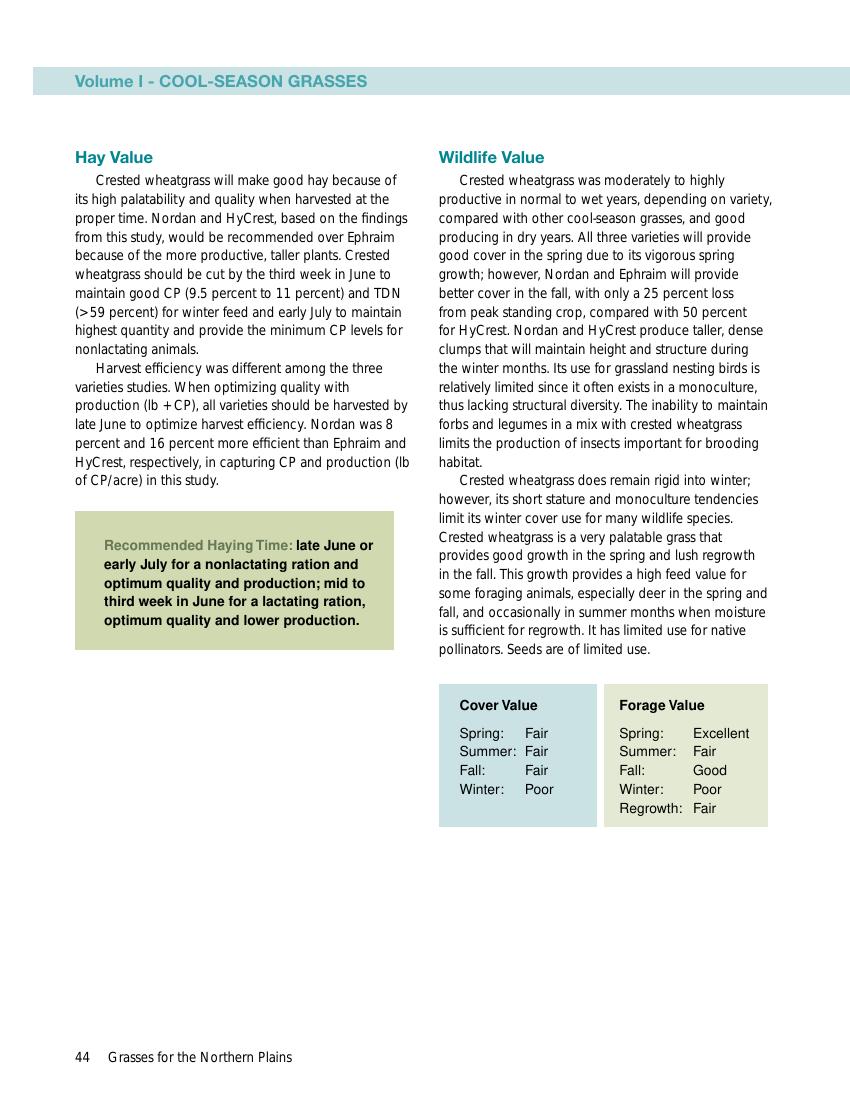 Volume I - COOL-SEASON GRASSES
Hay Value
Crested wheatgrass will make good hay because of
its high palatability and quality when harvested at the
proper time. Nordan and HyCrest, based on the findings
from this study, would be recommended over Ephraim
because of the more productive, taller plants. Crested
wheatgrass should be cut by the third week in June to
maintain good CP (9.5 percent to 11 percent) and TDN
(>59 percent) for winter feed and early July to maintain
highest quantity and provide the minimum CP levels for
nonlactating animals.
Harvest efficiency was different among the three
varieties studies. When optimizing quality with
production (lb + CP), all varieties should be harvested by
late June to optimize harvest efficiency. Nordan was 8
percent and 16 percent more efficient than Ephraim and
HyCrest, respectively, in capturing CP and production (lb
of CP/acre) in this study.
Recommended Haying Time: late June or
early July for a nonlactating ration and
optimum quality and production; mid to
third week in June for a lactating ration,
optimum quality and lower production.
Wildlife Value
Crested wheatgrass was moderately to highly
productive in normal to wet years, depending on variety,
compared with other cool-season grasses, and good
producing in dry years. All three varieties will provide
good cover in the spring due to its vigorous spring
growth; however, Nordan and Ephraim will provide
better cover in the fall, with only a 25 percent loss
from peak standing crop, compared with 50 percent
for HyCrest. Nordan and HyCrest produce taller, dense
clumps that will maintain height and structure during
the winter months. Its use for grassland nesting birds is
relatively limited since it often exists in a monoculture,
thus lacking structural diversity. The inability to maintain
forbs and legumes in a mix with crested wheatgrass
limits the production of insects important for brooding
habitat.
Crested wheatgrass does remain rigid into winter;
however, its short stature and monoculture tendencies
limit its winter cover use for many wildlife species.
Crested wheatgrass is a very palatable grass that
provides good growth in the spring and lush regrowth
in the fall. This growth provides a high feed value for
some foraging animals, especially deer in the spring and
fall, and occasionally in summer months when moisture
is sufficient for regrowth. It has limited use for native
pollinators. Seeds are of limited use.
Cover Value
Spring: Fair
Summer: Fair
Fall: Fair
Winter: Poor
Forage Value
Spring: Excellent
Summer: Fair
Fall: Good
Winter: Poor
Regrowth: Fair
44 Grasses for the Northern Plains